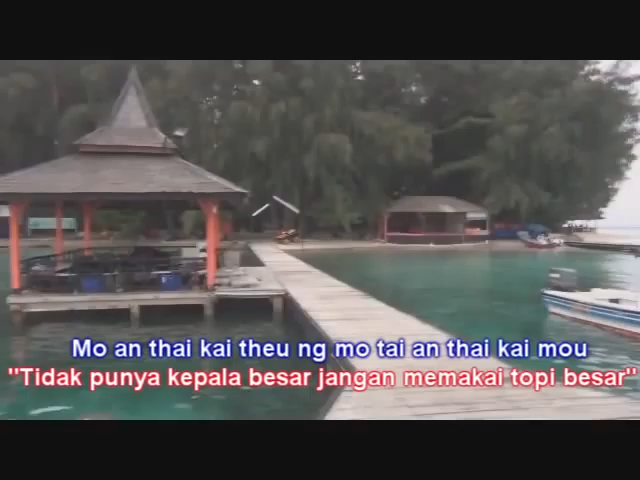 Mo an thai kai theu ng mo tai an thai kai mou
"Tidak punya kepala besar jangan memakai topi besar"